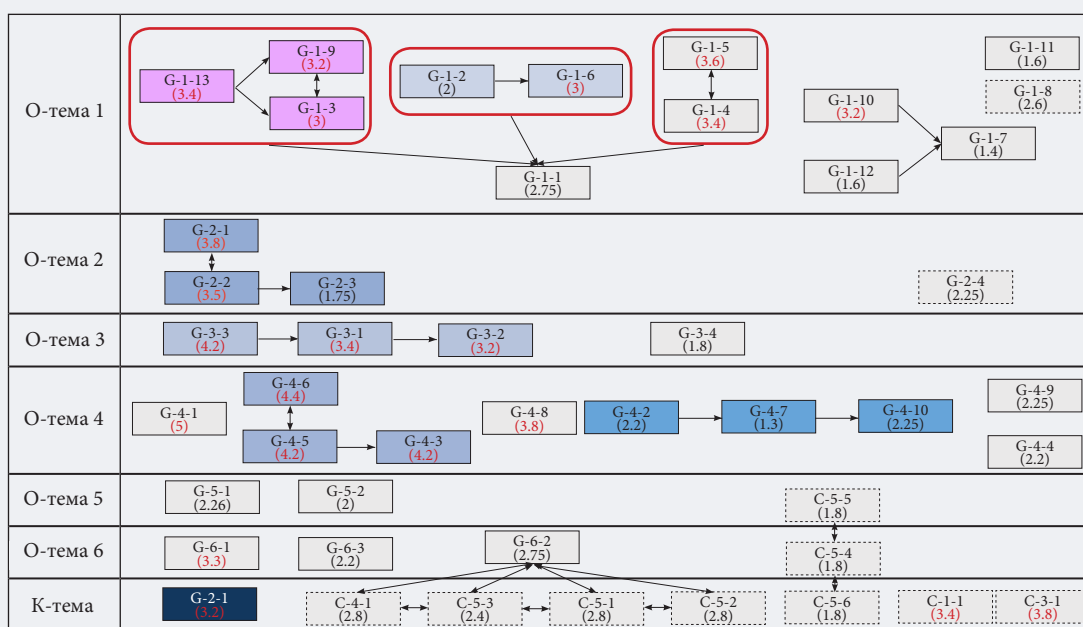 О-тема 1
G-1-13
(3.4)
G-1-9
(3.2)
G-1-3
(3)
G-1-2
(2)
G-1-6
(3)
G-1-5
(3.6)
G-1-4
(3.4)
G-1-1
(2.75)
G-1-10
(3.2)
G-1-12
(1.6)
G-1-7
(1.4)
G-1-11
(1.6)
G-1-8
(2.6)
О-тема 2
G-2-1
(3.8)
G-2-2
(3.5)
G-2-3
(1.75)
G-2-4
(2.25)
О-тема 3
G-3-3
(4.2)
G-3-1
(3.4)
G-3-2
(3.2)
G-3-4
(1.8)
О-тема 4
G-4-1
(5)
G-4-6
(4.4)
G-4-5
(4.2)
G-4-3
(4.2)
G-4-8
(3.8)
G-4-2
(2.2)
G-4-7
(1.3)
G-4-10
(2.25)
G-4-9
(2.25)
G-4-4
(2.2)
О-тема 5
G-5-1
(2.26)
G-5-2
(2)
C-5-5
(1.8)
О-тема 6
G-6-1
(3.3)
G-6-3
(2.2)
G-6-2
(2.75)
C-5-4
(1.8)
К-тема
G-2-1
(3.2)
C-4-1
(2.8)
C-5-3
(2.4)
C-5-1
(2.8)
C-5-2
(2.8)
C-5-6
(1.8)
C-1-1
(3.4)
C-3-1
(3.8)